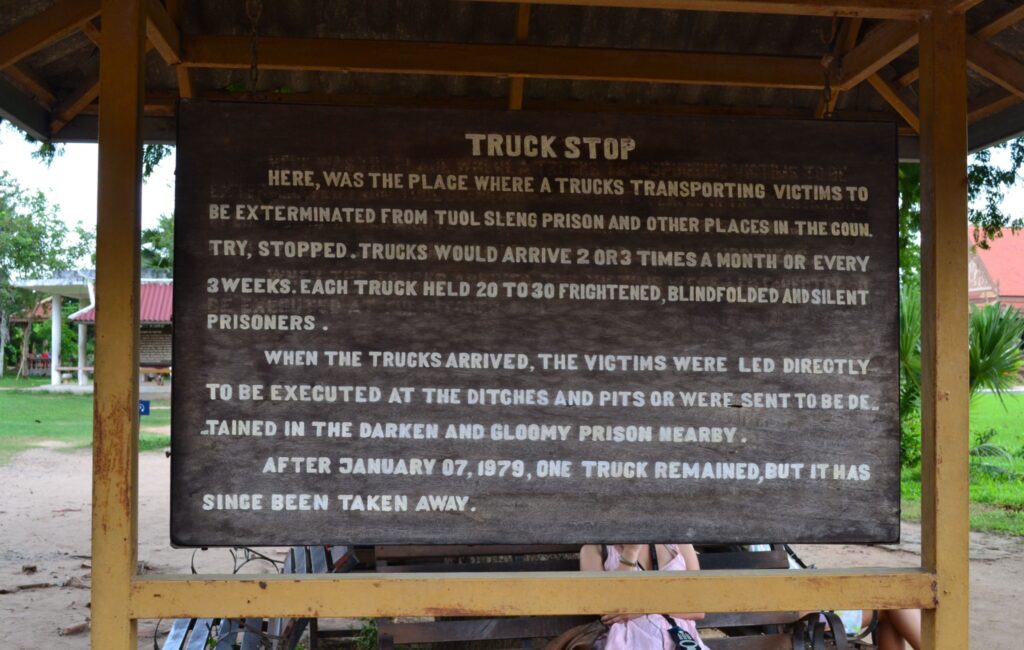 TRUCK STOP
HERE, WAS THE PLACE WHERE A TRUCKS TRANSPORTING VICTIMS TO
BE EXTERMINATED FROM TUOL SLENG PRISON AND OTHER PLACES IN THE COUN.
TRY, STOPPED. TRUCKS WOULD ARRIVE 2 OR 3 TIMES A MONTH OR EVERY
3 WEEKS. EACH TRUCK HELD 20 TO 30 FRIGHTENED, BLINDFOLDED AND SILENT
PRISONERS.
WHEN THE TRUCKS ARRIVED, THE VICTIMS WERE LED DIRECTLY
TO BE EXECUTED AT THE DITCHES AND PITS OR WERE SENT TO BE DE..
..TAINED IN THE DARKEN AND GLOOMY PRISON NEARBY.
AFTER JANUARY 07, 1979, ONE TRUCK REMAINED, BUT IT HAS
SINGE BEEN TAKEN AWAY.